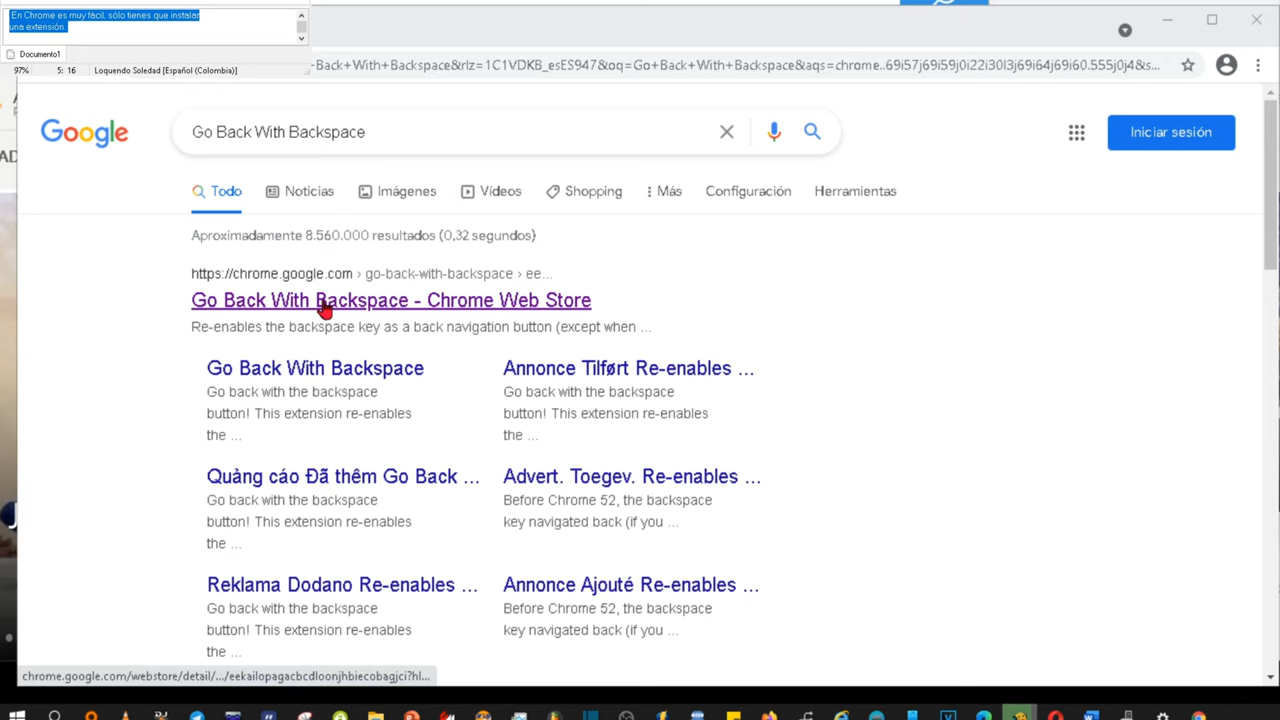 En Chrome es muy fácil, sólo tienes que instalar
una extensión.
Documento1
97% 5: 16 Loquendo Soledad [Español (Colombia)]
Back+With+Backspace&rlz=1C1VDKB_esES947&oq=Go+Back+With+Backspace&aqs=chrome..69i57j69i59j0i22i30l3j69i64j69i60.555j0j4&s...
Google
Go Back With Backspace
Iniciar sesión
Todo Noticias Imágenes Vídeos Shopping Más Configuración Herramientas
Aproximadamente 8.560.000 resultados (0,32 segundos)
https://chrome.google.com › go-back-with-backspace › ee...
Go Back With Backspace - Chrome Web Store
Re-enables the backspace key as a back navigation button (except when ...
Go Back With Backspace
Go back with the backspace
button! This extension re-enables
the ...
Annonce Tilført Re-enables ...
Go back with the backspace
button! This extension re-enables
the ...
Quảng cáo Đã thêm Go Back ...
Go back with the backspace
button! This extension re-enables
the ...
Advert. Toegev. Re-enables ...
Before Chrome 52, the backspace
key navigated back (if you ...
Reklama Dodano Re-enables ...
Go back with the backspace
button! This extension re-enables
the ...
Annonce Ajouté Re-enables ...
Before Chrome 52, the backspace
key navigated back (if you ...
chrome.google.com/webstore/detail/.../eekailopagacbcdloonjhbiecobagjci?hl...